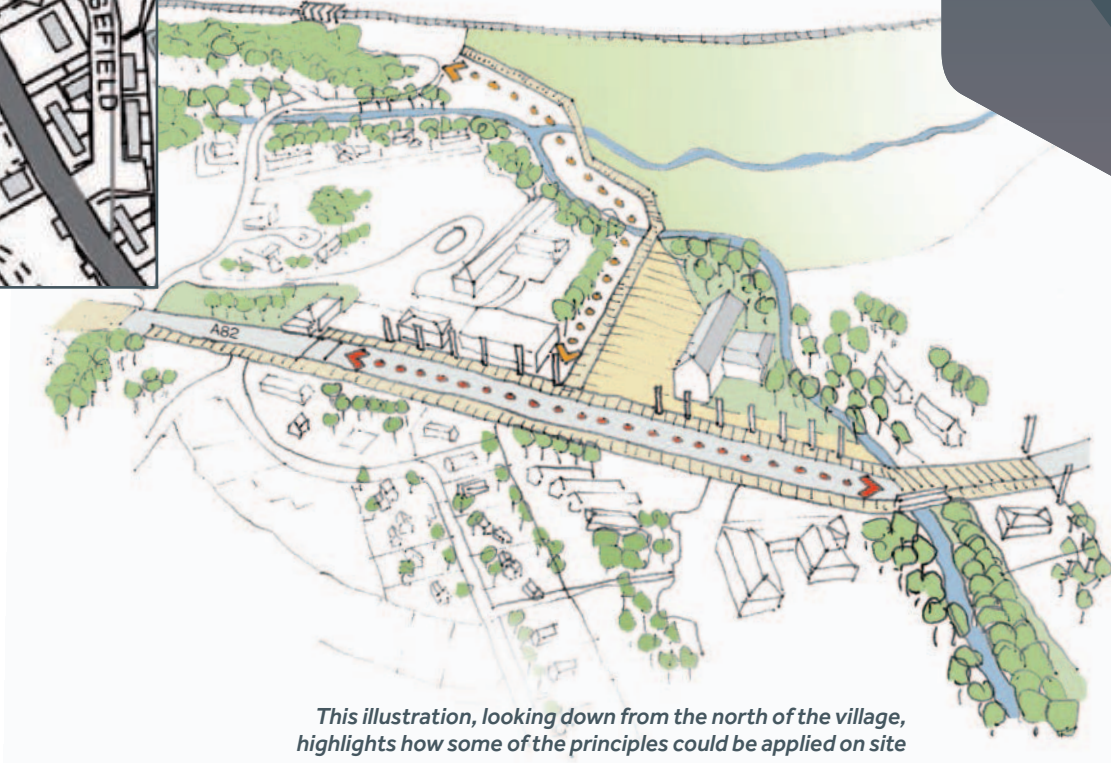 SEFIELD
A82
This illustration, looking down from the north of the village,
highlights how some of the principles could be applied on site